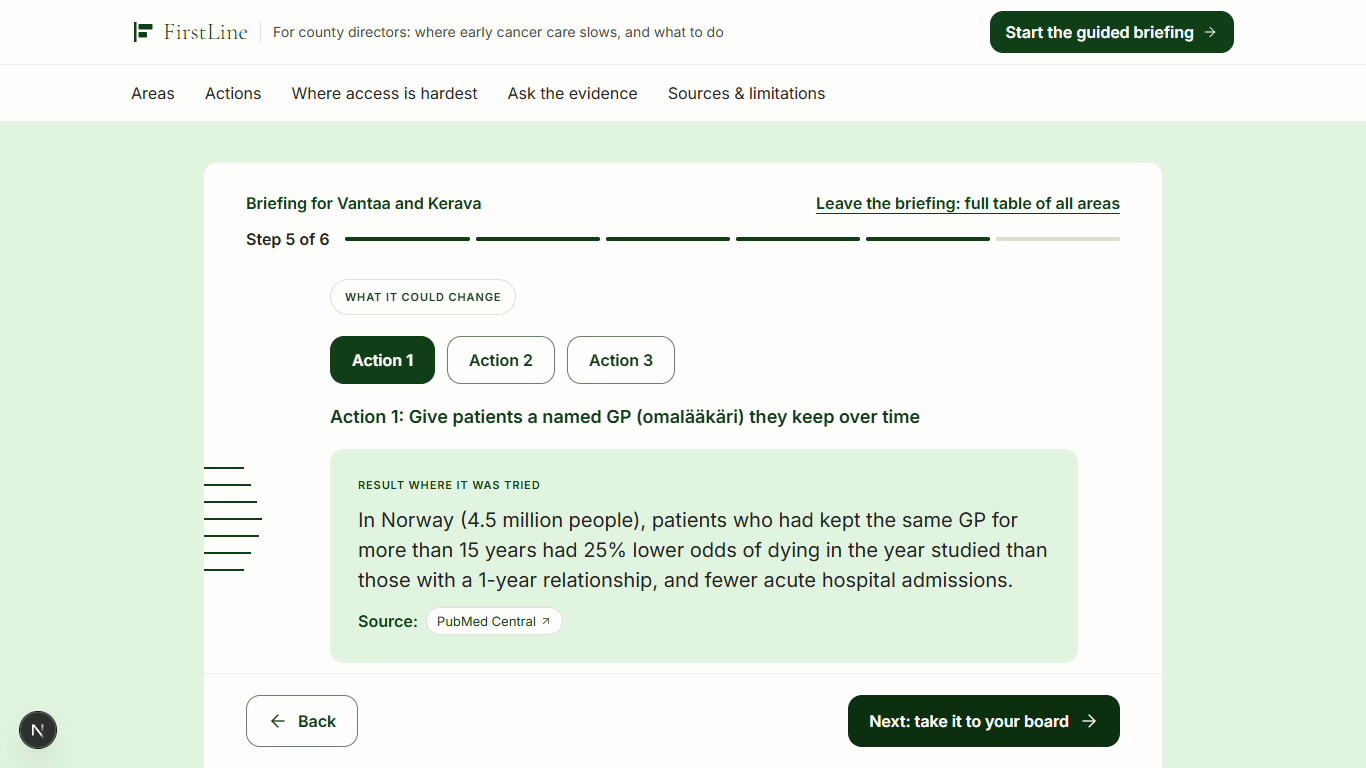 FirstLine
For county directors: where early cancer care slows, and what to do
Start the guided briefing →
Areas
Actions
Where access is hardest
Ask the evidence
Sources & limitations
Briefing for Vantaa and Kerava
Leave the briefing: full table of all areas
Step 5 of 6
WHAT IT COULD CHANGE
Action 1
Action 2
Action 3
Action 1: Give patients a named GP (omalääkäri) they keep over time
RESULT WHERE IT WAS TRIED
In Norway (4.5 million people), patients who had kept the same GP for
more than 15 years had 25% lower odds of dying in the year studied than
those with a 1-year relationship, and fewer acute hospital admissions.
Source: PubMed Central ↗
← Back
Next: take it to your board →
N